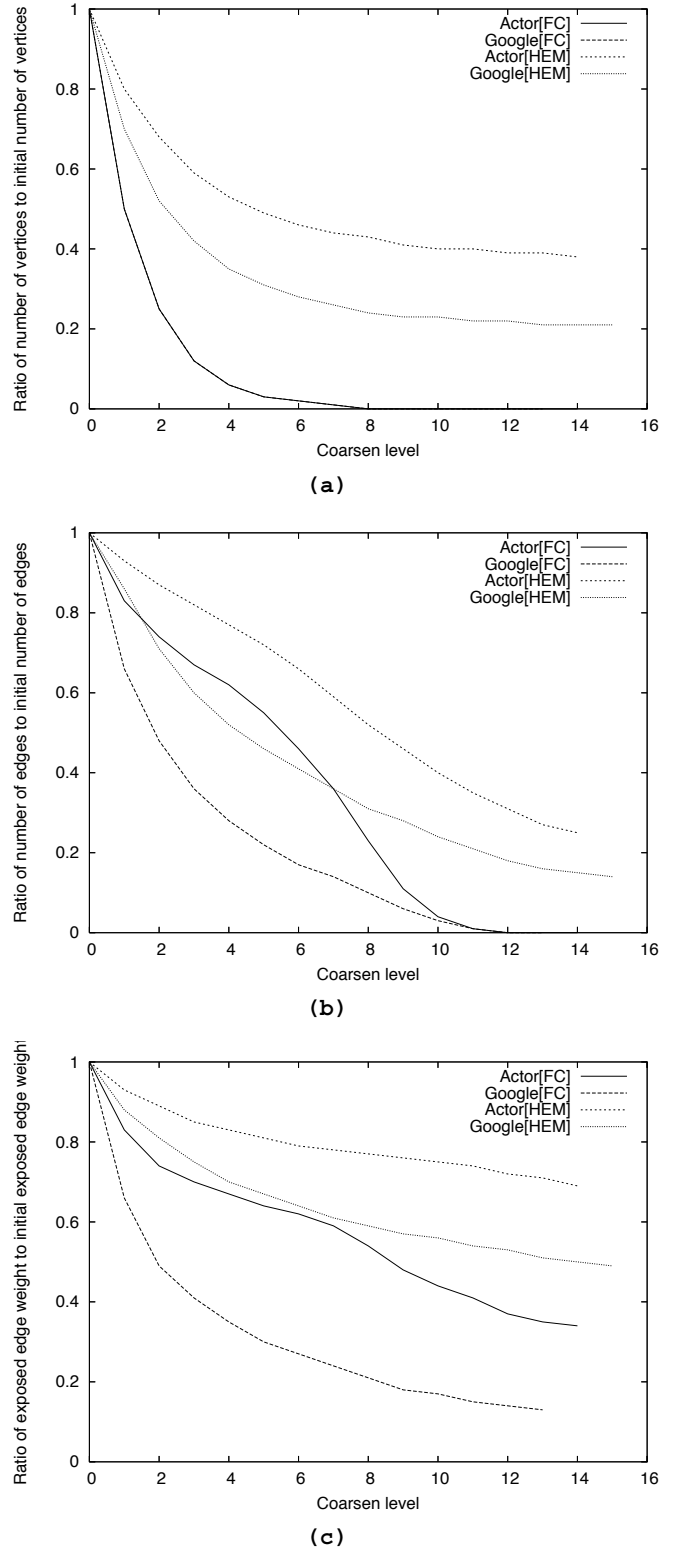 Ratio of number of vertices to initial number of vertices
1
0.8
0.6
0.4
0.2
0
Actor[FC]
Google[FC]
Actor[HEM]
Google[HEM]
0 2 4 6 8 10 12 14 16
Coarsen level
(a)
Ratio of number of edges to initial number of edges
1
0.8
0.6
0.4
0.2
0
Actor[FC]
Google[FC]
Actor[HEM]
Google[HEM]
0 2 4 6 8 10 12 14 16
Coarsen level
(b)
Ratio of exposed edge weight to initial exposed edge weight
1
0.8
0.6
0.4
0.2
0
Actor[FC]
Google[FC]
Actor[HEM]
Google[HEM]
0 2 4 6 8 10 12 14 16
Coarsen level
(c)